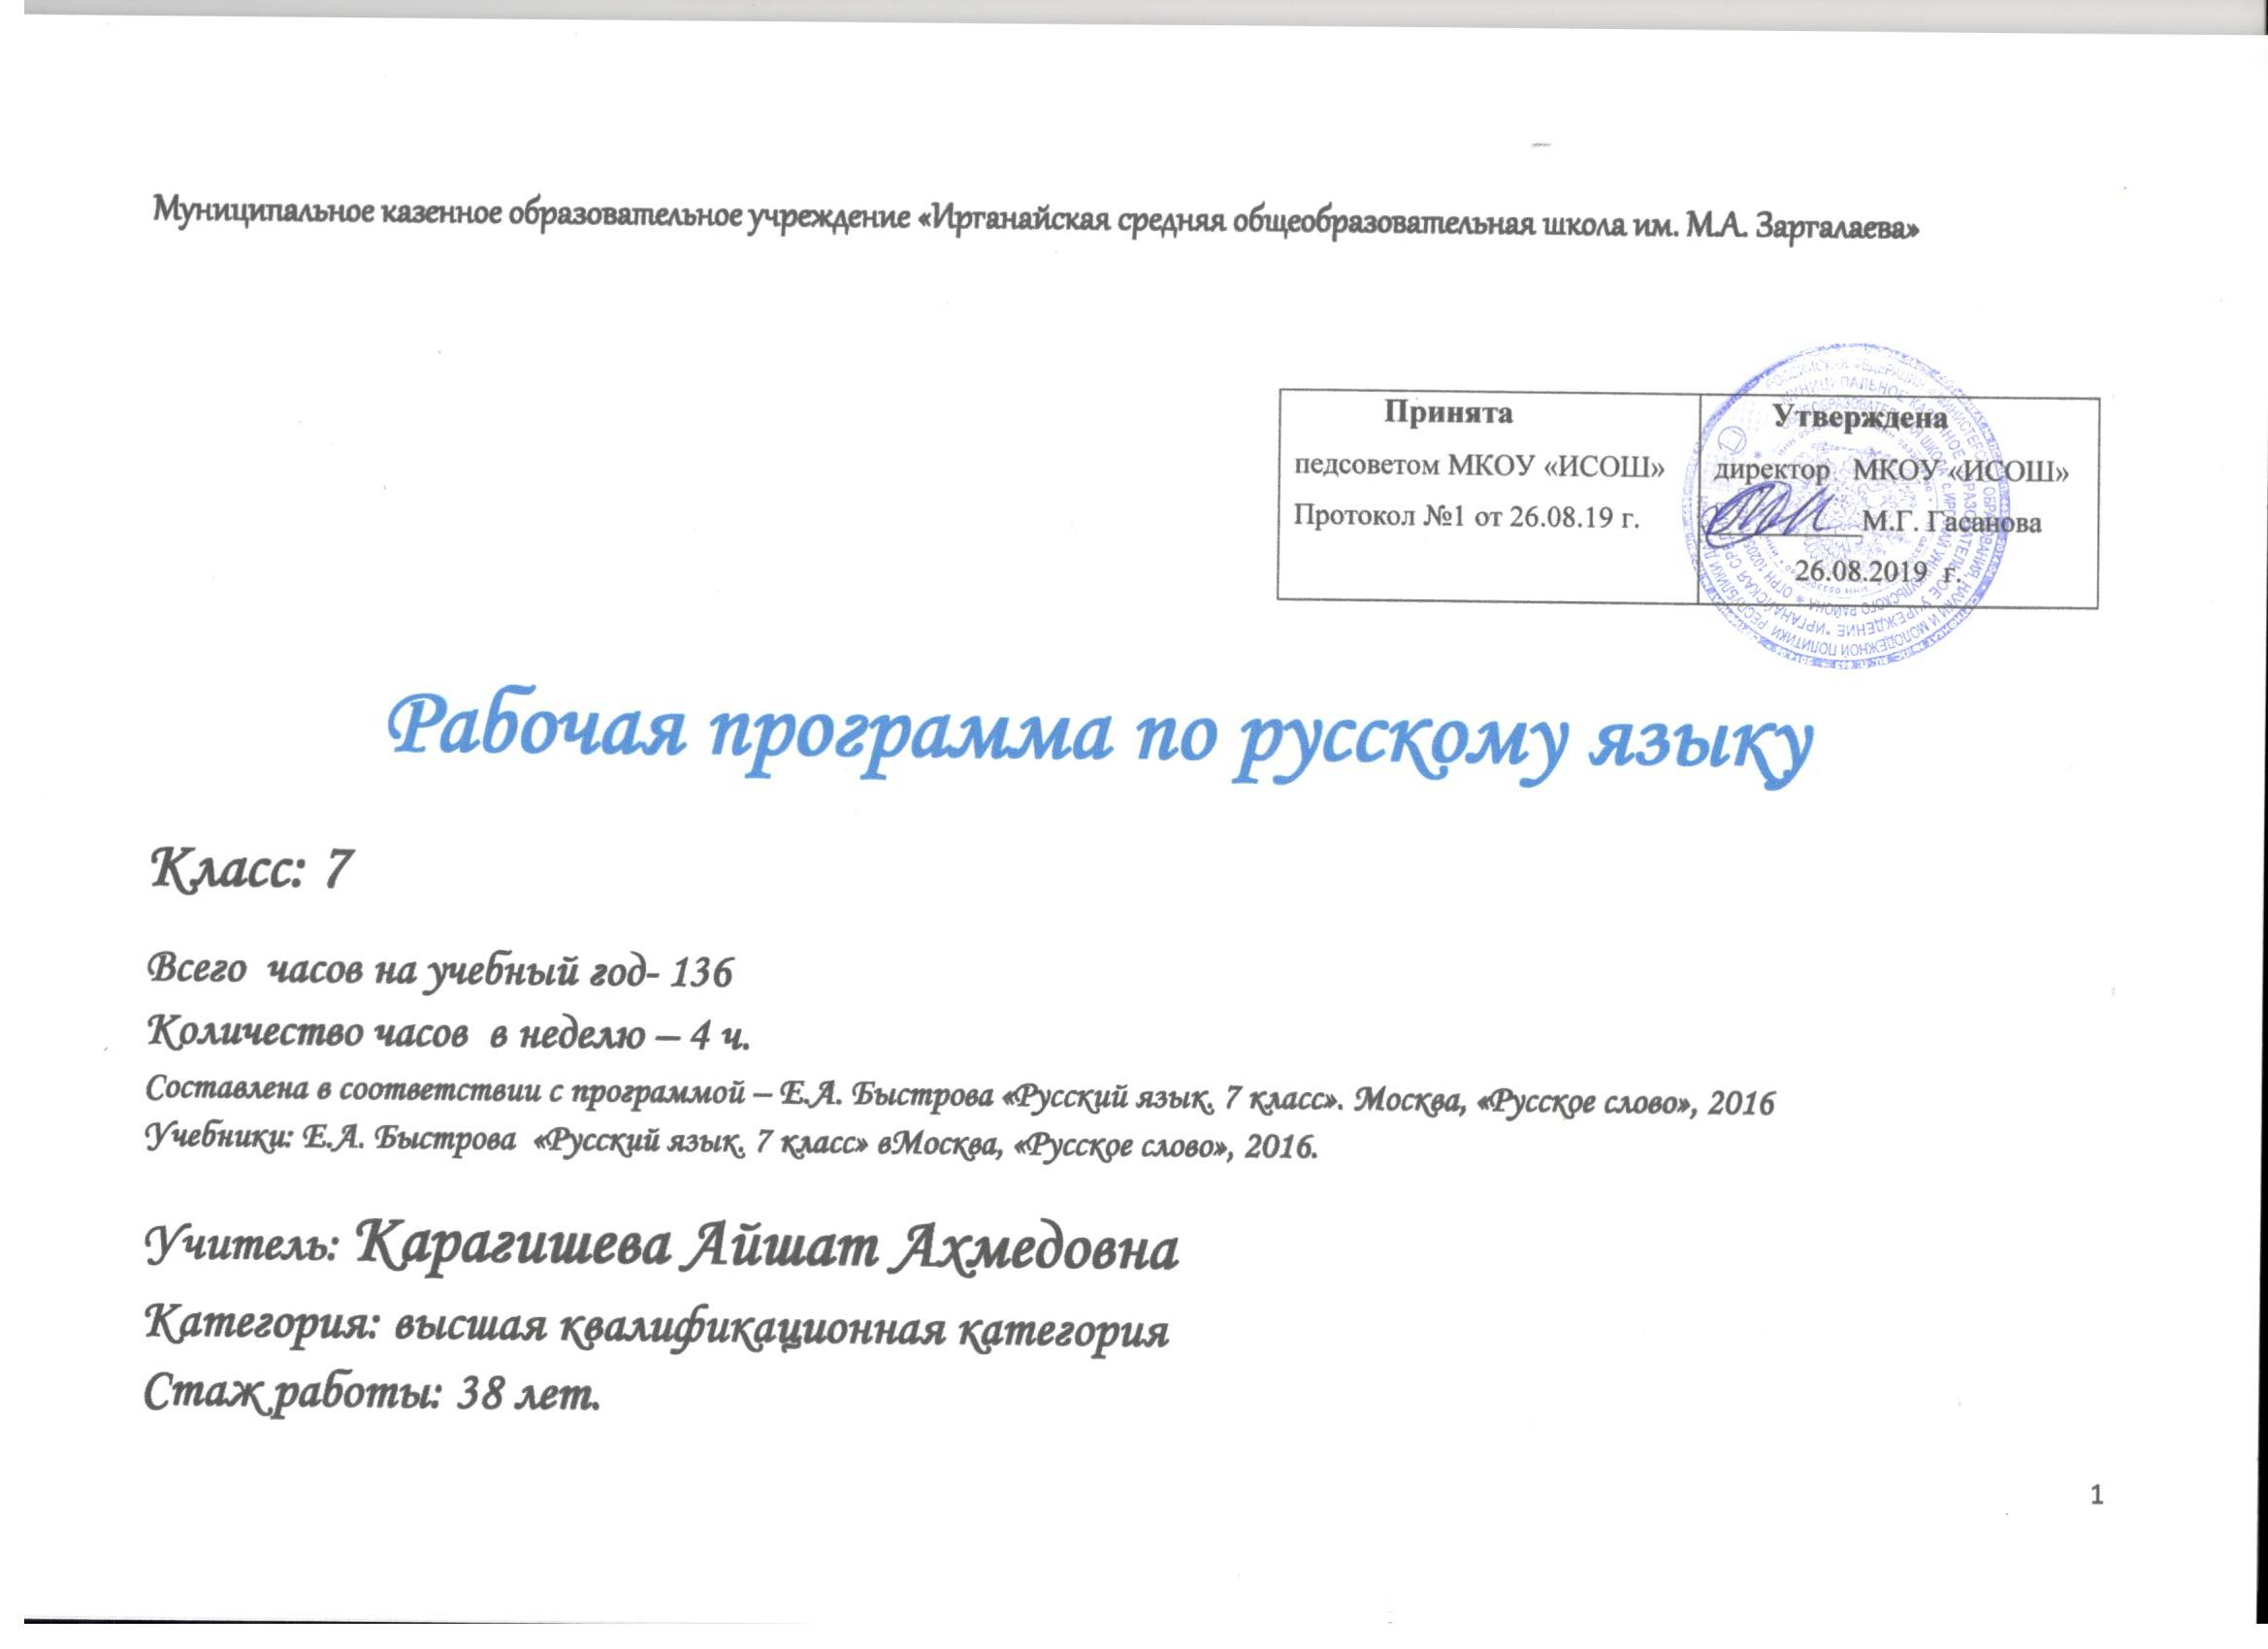 Муниципальное казенное образовательное учреждение «Ирганайская средняя общеобразовательная школа им. М.А. Заргалаева»
Принята
педсоветом МКОУ «ИСОШ»
Протокол №1 от 26.08.19 г.
Утверждена
директор МКОУ «ИСОШ»
М.Г. Гасанова
26.08.2019 г.
Рабочая программа по русскому языку
Класс: 7
Всего часов на учебный год- 136
Количество часов в неделю – 4 ч.
Составлена в соответствии с программой – Е.А. Быстрова «Русский язык. 7 класс». Москва, «Русское слово», 2016
Учебники: Е.А. Быстрова «Русский язык. 7 класс» вМосква, «Русское слово», 2016.
Учитель: Карагишева Айшат Ахмедовна
Категория: высшая квалификационная категория
Стаж работы: 38 лет.
1